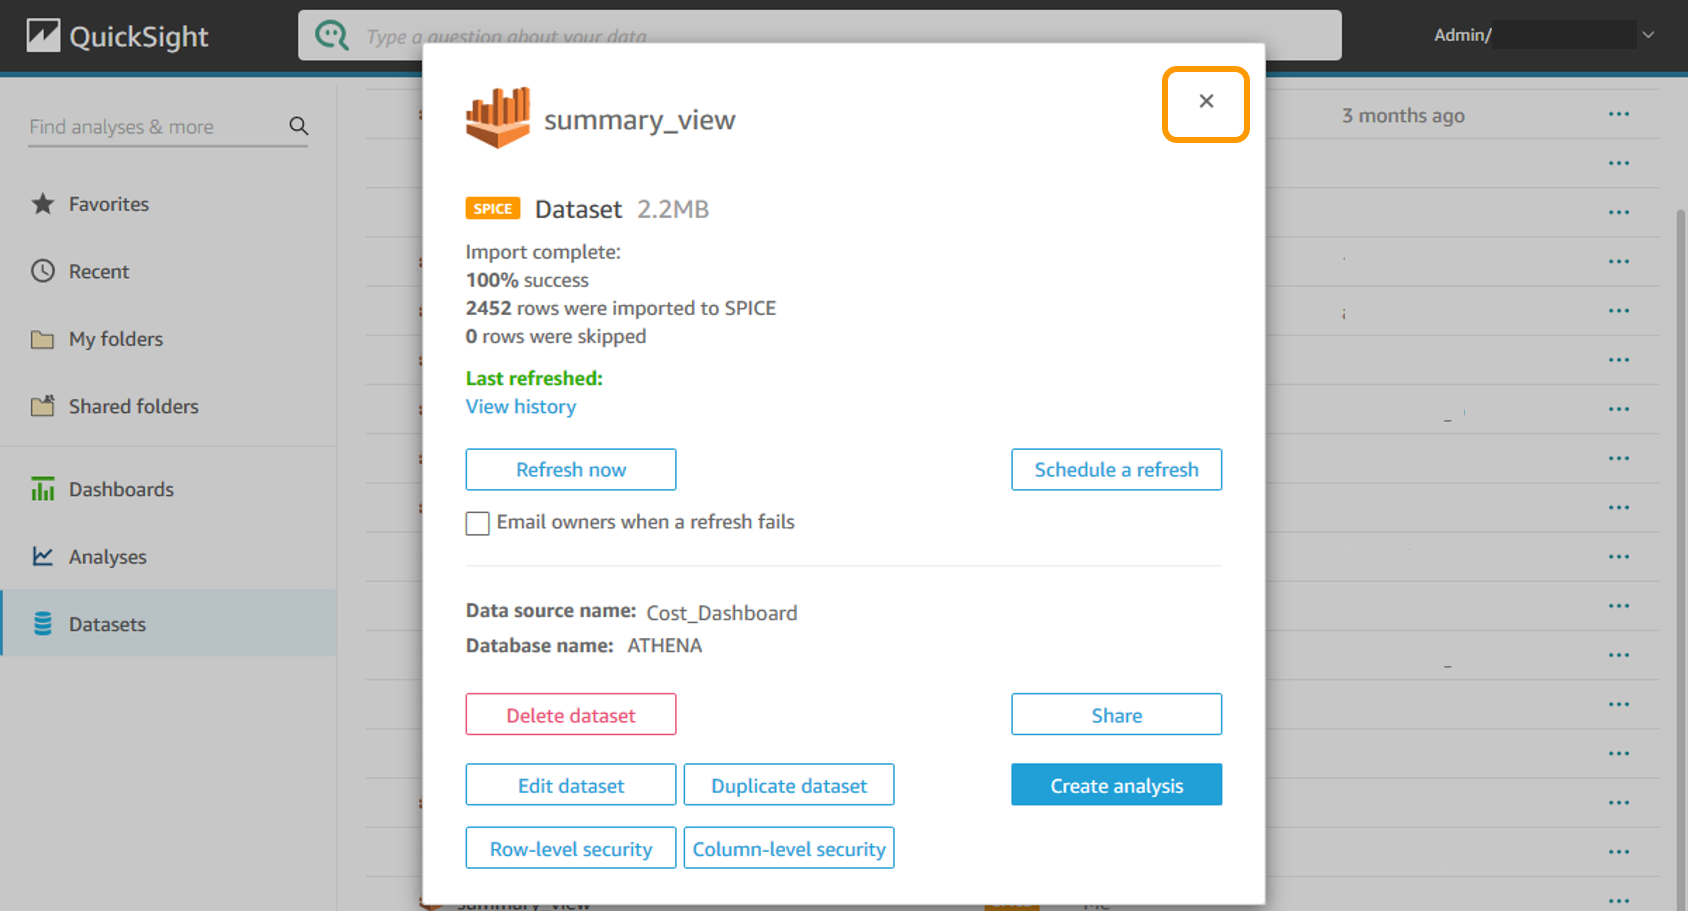 QuickSight
Type a question about your data
Admin/
Find analyses & more
Favorites
Recent
My folders
Shared folders
Dashboards
Analyses
Datasets
3 months ago
summary_view
SPICE Dataset 2.2MB
Import complete:
100% success
2452 rows were imported to SPICE
0 rows were skipped
Last refreshed:
View history
Refresh now
Schedule a refresh
Email owners when a refresh fails
Data source name: Cost_Dashboard
Database name: ATHENA
Delete dataset
Share
Edit dataset
Duplicate dataset
Create analysis
Row-level security
Column-level security
summary_view